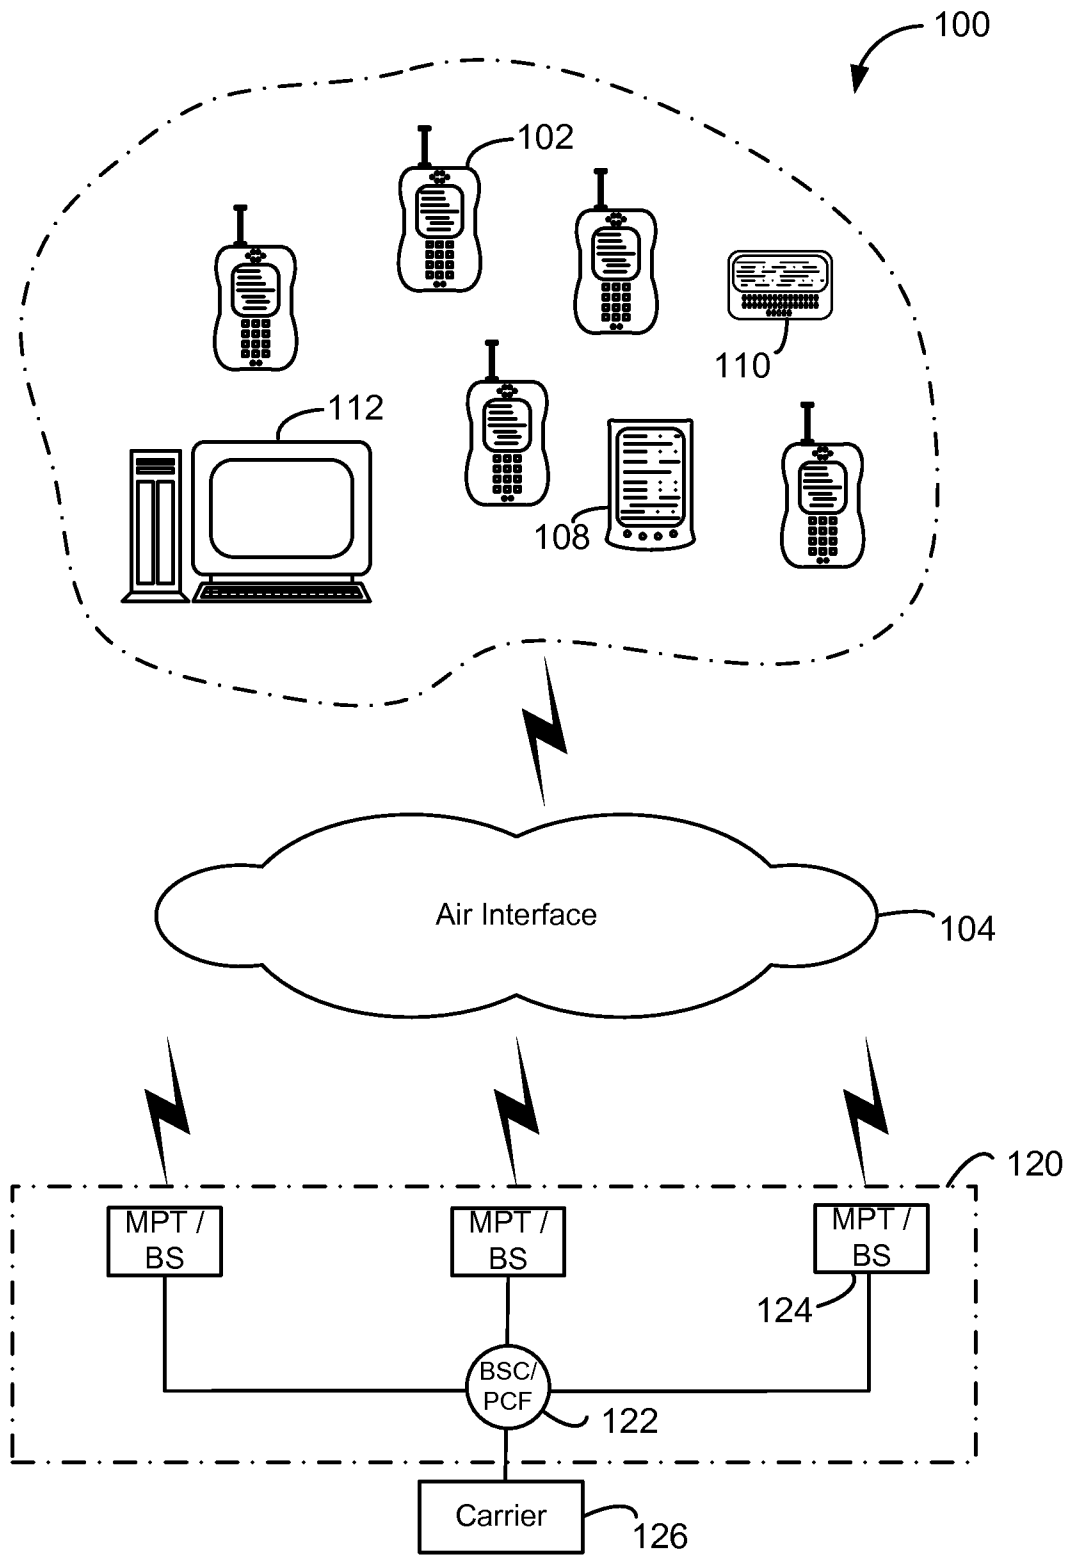 100
102
110
112
108
Air Interface
104
120
MPT /
BS
MPT /
BS
MPT /
BS
124
BSC/
PCF
122
Carrier
126